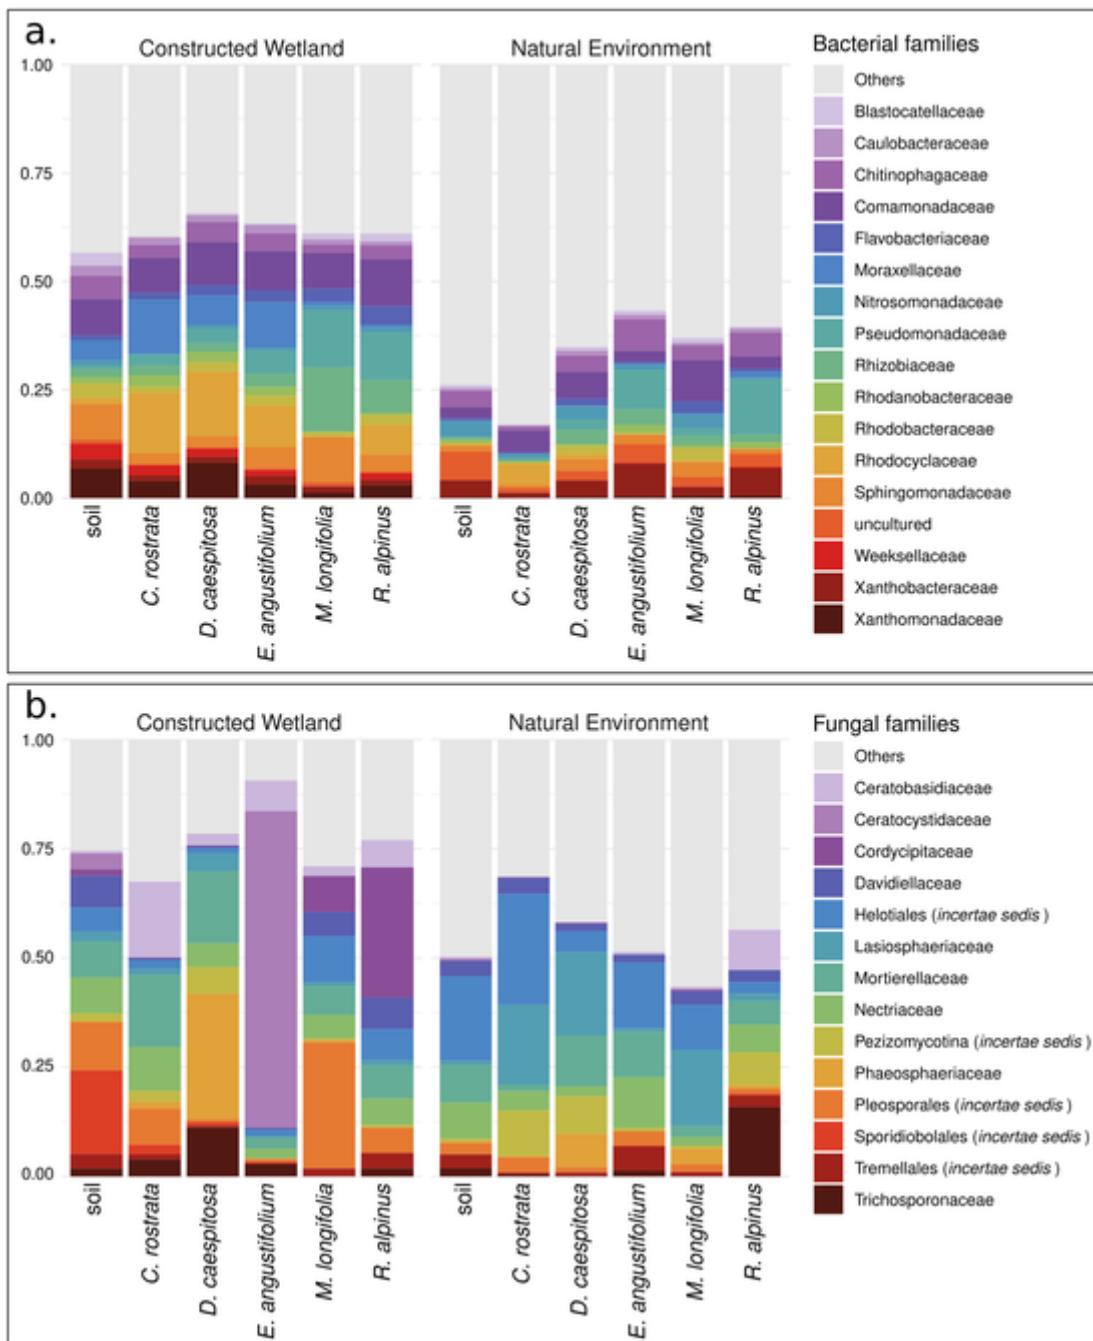 a.
Constructed Wetland
Natural Environment
Bacterial families
1.00
0.75
0.50
0.25
0.00
Others
Blastocatellaceae
Caulobacteraceae
Chitinophagaceae
Comamonadaceae
Flavobacteriaceae
Moraxellaceae
Nitrosomonadaceae
Pseudomonadaceae
Rhizobiaceae
Rhodanobacteraceae
Rhodobacteraceae
Rhodocyclaceae
Sphingomonadaceae
uncultured
Weeksellaceae
Xanthobacteraceae
Xanthomonadaceae
soil
C. rostrata
D. caespitosa
E. angustifolium
M. longifolia
R. alpinus
soil
C. rostrata
D. caespitosa
E. angustifolium
M. longifolia
R. alpinus
b.
Constructed Wetland
Natural Environment
Fungal families
1.00
0.75
0.50
0.25
0.00
Others
Ceratobasidiaceae
Ceratocystidaceae
Cordycipitaceae
Davidiellaceae
Helotiales (incertae sedis )
Lasiosphaeriaceae
Mortierellaceae
Nectriaceae
Pezizomycotina (incertae sedis )
Phaeosphaeriaceae
Pleosporales (incertae sedis )
Sporidiobolales (incertae sedis )
Tremellales (incertae sedis )
Trichosporonaceae
soil
C. rostrata
D. caespitosa
E. angustifolium
M. longifolia
R. alpinus
soil
C. rostrata
D. caespitosa
E. angustifolium
M. longifolia
R. alpinus